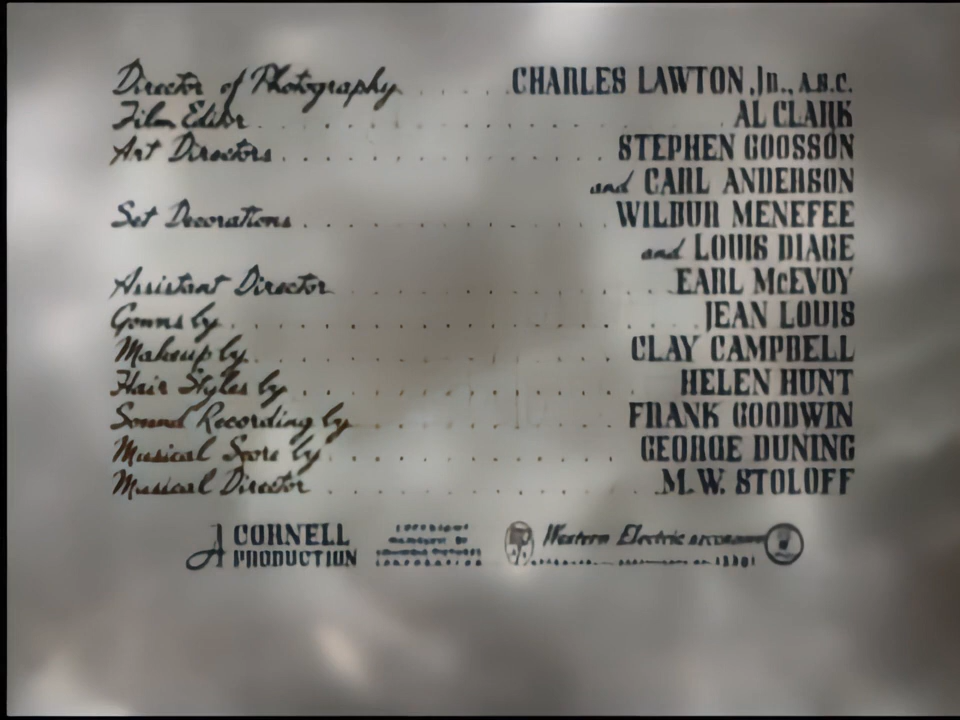 Director of Photography . . . . . CHARLES LAWTON, Jr., A.S.C.
Film Editor . . . . . AL CLARK
Art Directors . . . . . STEPHEN GOOSSON
and CARL ANDERSON
Set Decorations . . . . . WILBUR MENEFEE
and LOUIS DIAGE
Assistant Director . . . . . EARL McEVOY
Gowns by . . . . . JEAN LOUIS
Makeup by . . . . . CLAY CAMPBELL
Hair Styles by . . . . . HELEN HUNT
Sound Recording by . . . . . FRANK GOODWIN
Musical Score by . . . . . GEORGE DUNING
Musical Director . . . . . M. W. STOLOFF
A CORNELL
PRODUCTION
Western Electric